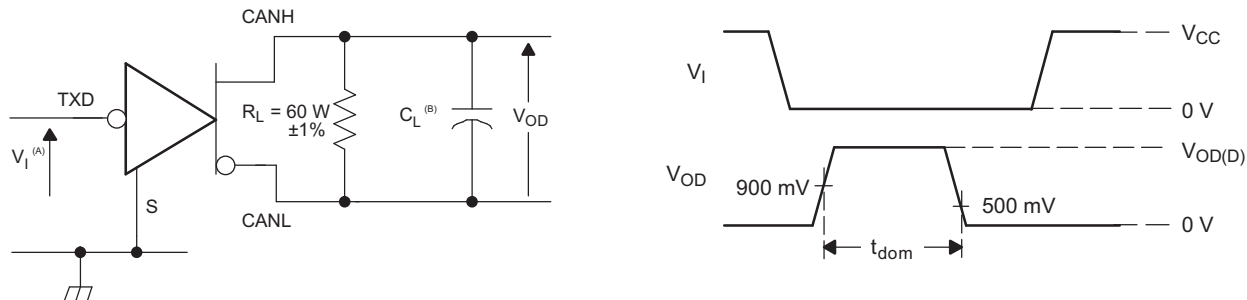 CANH
TXD
R_L = 60 W
±1%
C_L (B)
V_OD
V_I (A)
S
CANL
V_I
V_CC
0 V
V_OD
900 mV
V_OD(D)
500 mV
0 V
t_dom